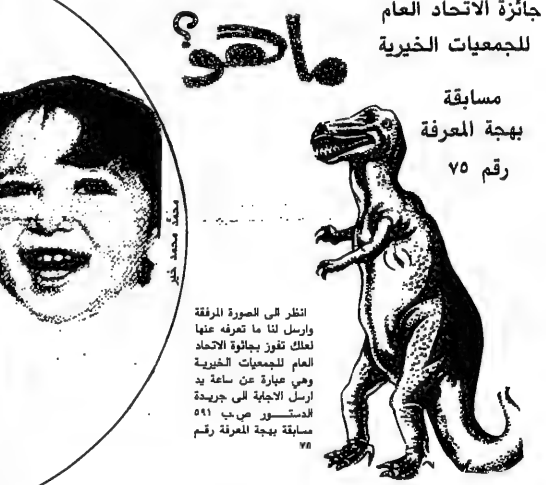 جائزة الاتحاد العام
للجمعيات الخيرية
مسابقة
بهجة المعرفة
رقم ٧٥
ما هو؟
انظر الى الصورة المرفقة
وارسل لنا ما تعرفه عنها
لعلك تفوز بجائزة الاتحاد
العام للجمعيات الخيرية
وهي عبارة عن ساعة يد
ارسل الاجابة الى جريدة
الدستور ص.ب ٥٩١
مسابقة بهجة المعرفة رقم
٧٥
محمد محمد خير